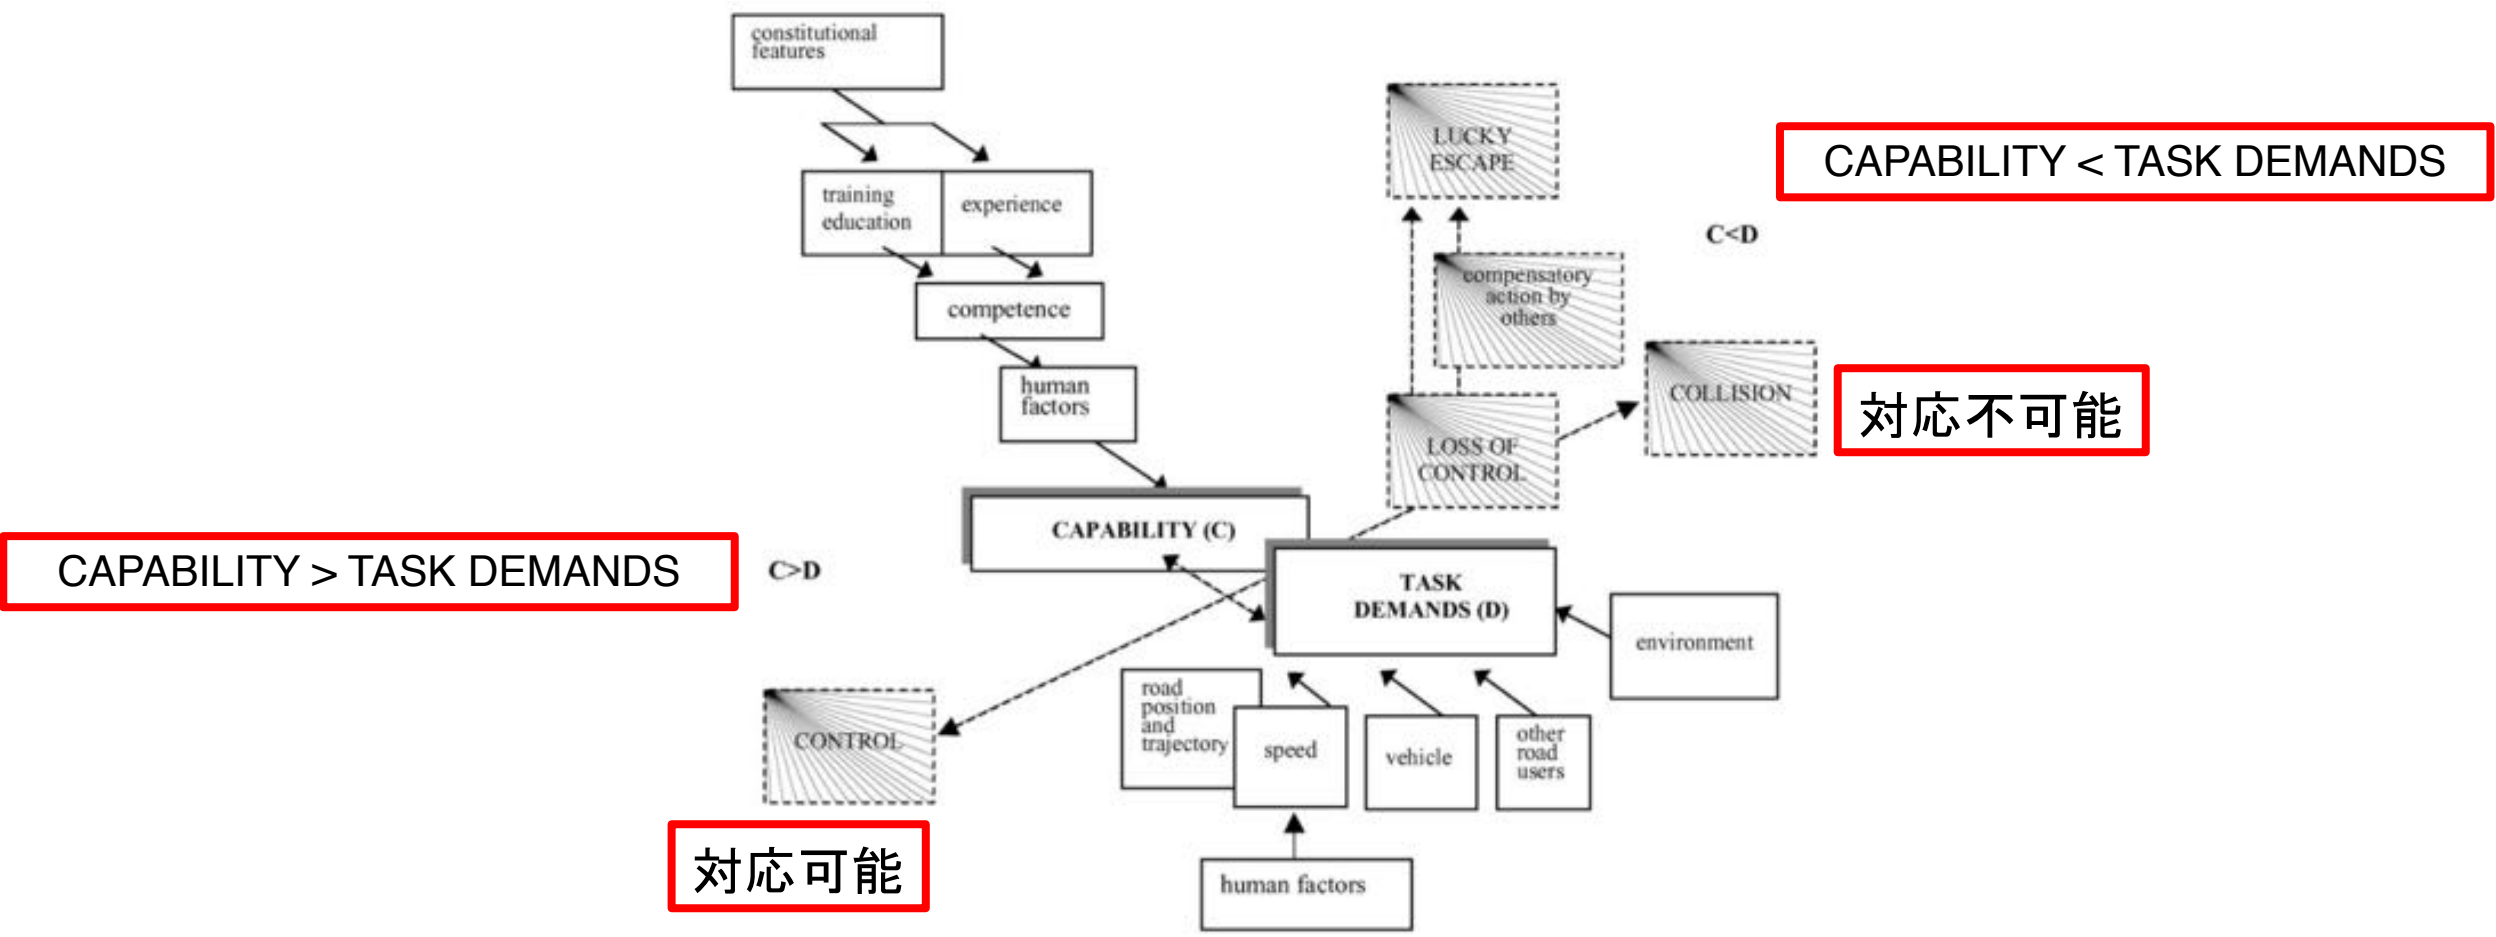 constitutional
features
LUCKY
ESCAPE
CAPABILITY < TASK DEMANDS
training
education
experience
C<D
compensatory
action by
others
competence
human
factors
COLLISION
対応不可能
LOSS OF
CONTROL
CAPABILITY (C)
CAPABILITY > TASK DEMANDS
C>D
TASK
DEMANDS (D)
environment
road
position
and
trajectory
speed
vehicle
other
road
users
CONTROL
対応可能
human factors